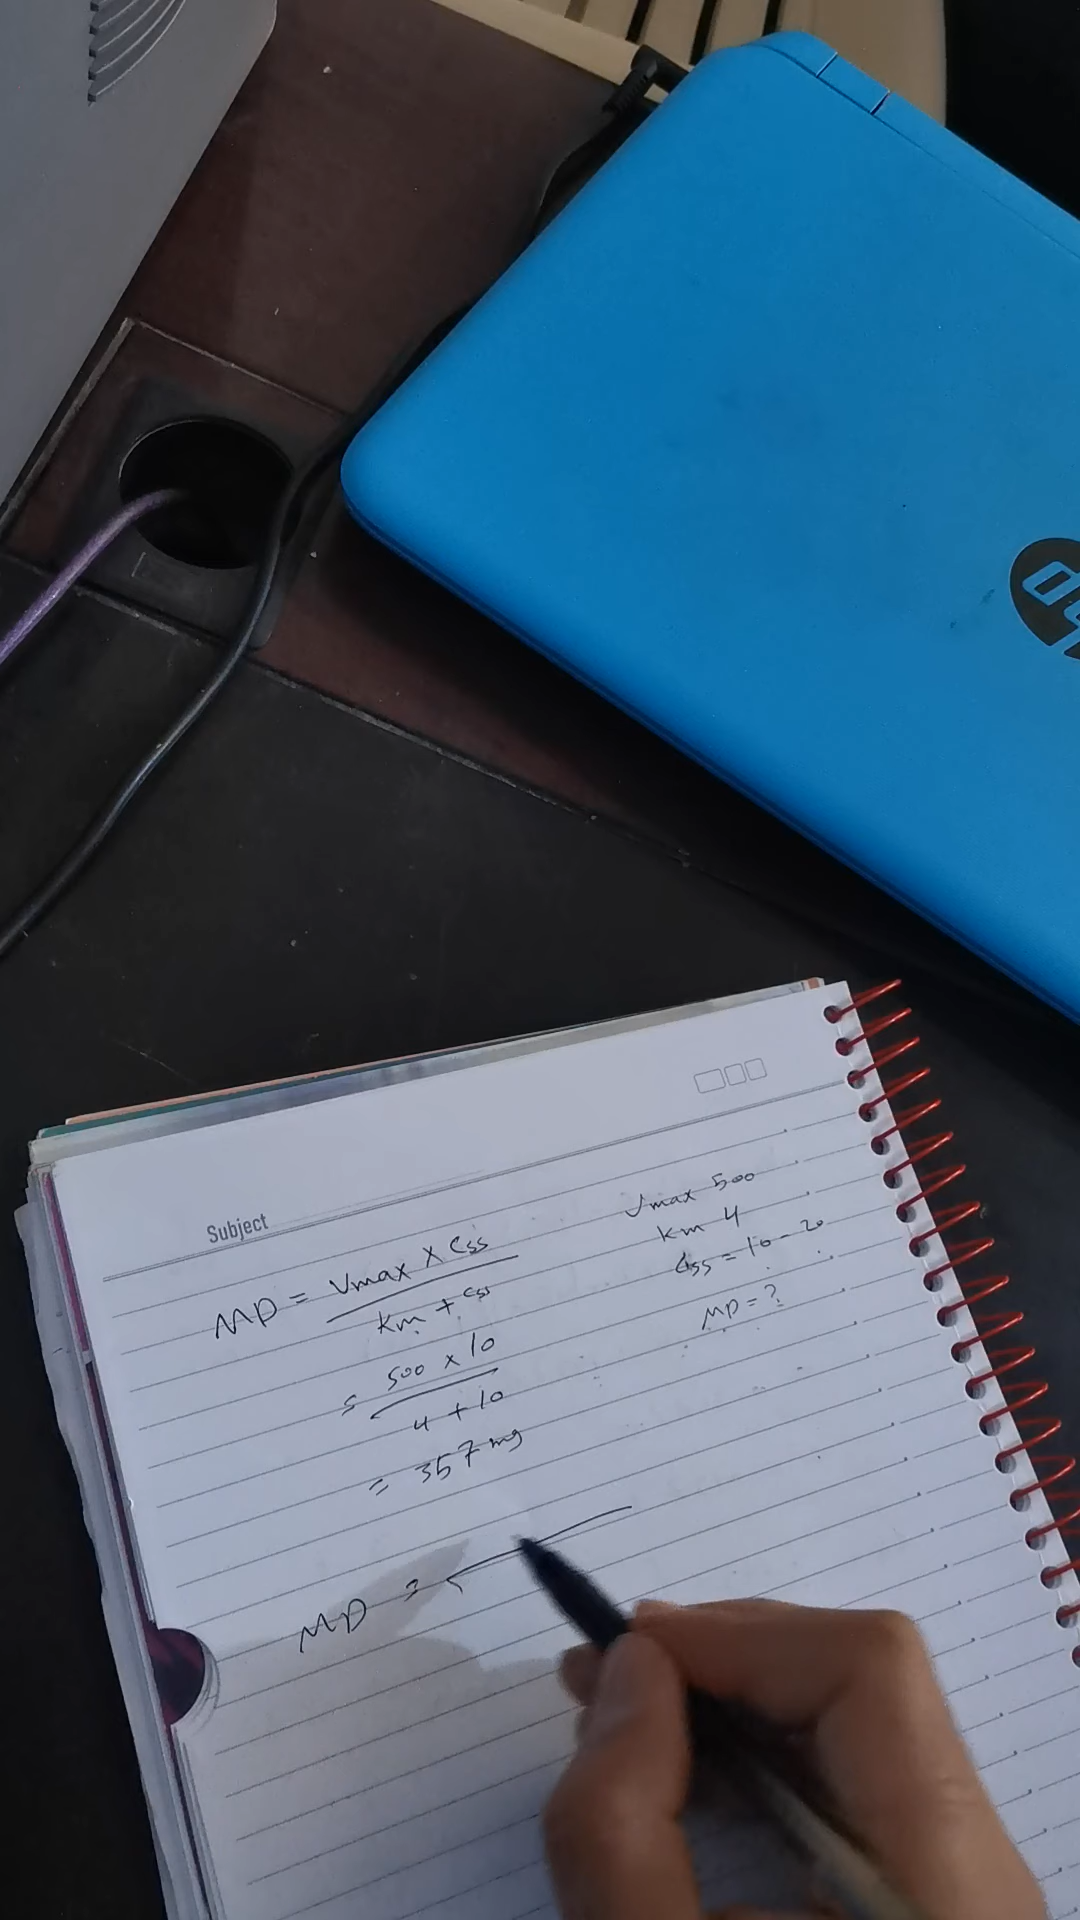 Subject
MD = Vmax X Css
Km + Css
= 500 x 10
4 + 10
= 357 mg
MD =
Vmax 500
Km 4
Css = 10 - 20
MD = ?
hp